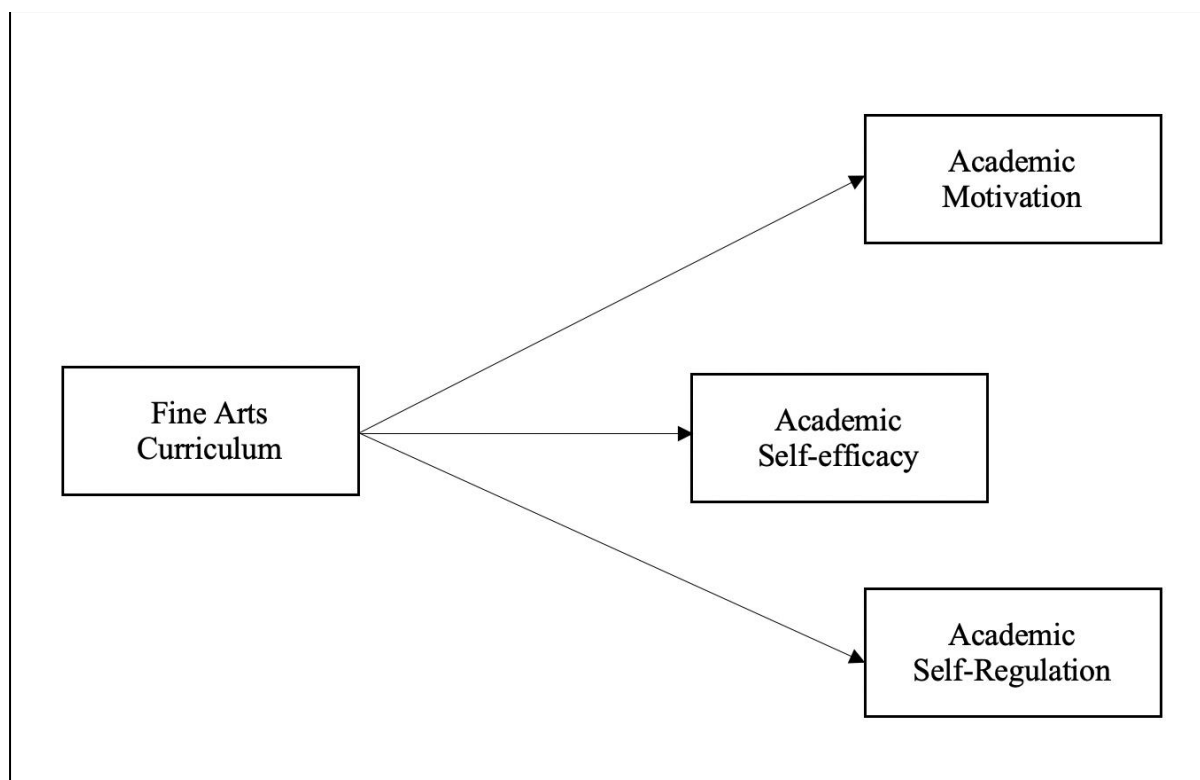 Academic
Motivation
Fine Arts
Curriculum
Academic
Self-efficacy
Academic
Self-Regulation